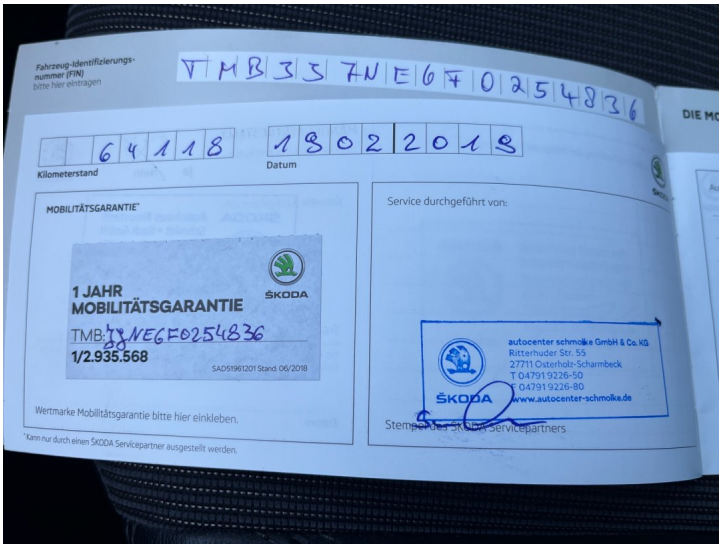 Fahrzeug-Identifizierungs-
nummer (FIN)
bitte hier eintragen
TMBJJ7NE6F0254836
DIE
64118
19022019
Kilometerstand
Datum
MOBILITÄTSGARANTIE*
1 JAHR
MOBILITÄTSGARANTIE
ŠKODA
TMB:JJ7NE6F0254836
1/2.935.568
SAD51961201 Stand: 06/2018
Wertmarke Mobilitätsgarantie bitte hier einkleben.
*Kann nur durch einen ŠKODA Servicepartner ausgestellt werden.
Service durchgeführt von:
autocenter schmolke GmbH & Co. KG
Ritterhuder Str. 55
27711 Osterholz-Scharmbeck
T 04791 9226-50
F 04791 9226-80
www.autocenter-schmolke.de
ŠKODA
Stempel des ŠKODA Servicepartners